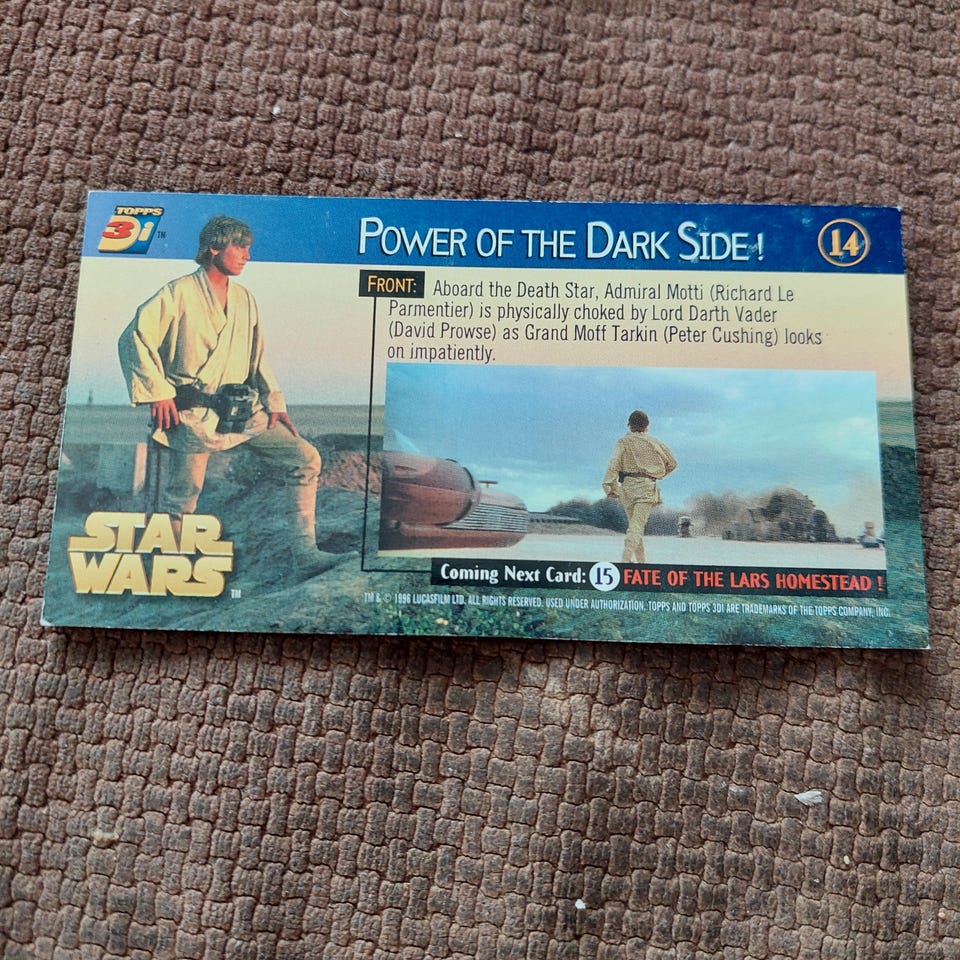 TOPPS
3Di TM
POWER OF THE DARK SIDE!
14
FRONT: Aboard the Death Star, Admiral Motti (Richard Le
Parmentier) is physically choked by Lord Darth Vader
(David Prowse) as Grand Moff Tarkin (Peter Cushing) looks
on impatiently.
STAR
WARS TM
Coming Next Card: 15 FATE OF THE LARS HOMESTEAD!
TM & © 1996 LUCASFILM LTD. ALL RIGHTS RESERVED. USED UNDER AUTHORIZATION. TOPPS AND TOPPS 3DI ARE TRADEMARKS OF THE TOPPS COMPANY, INC.